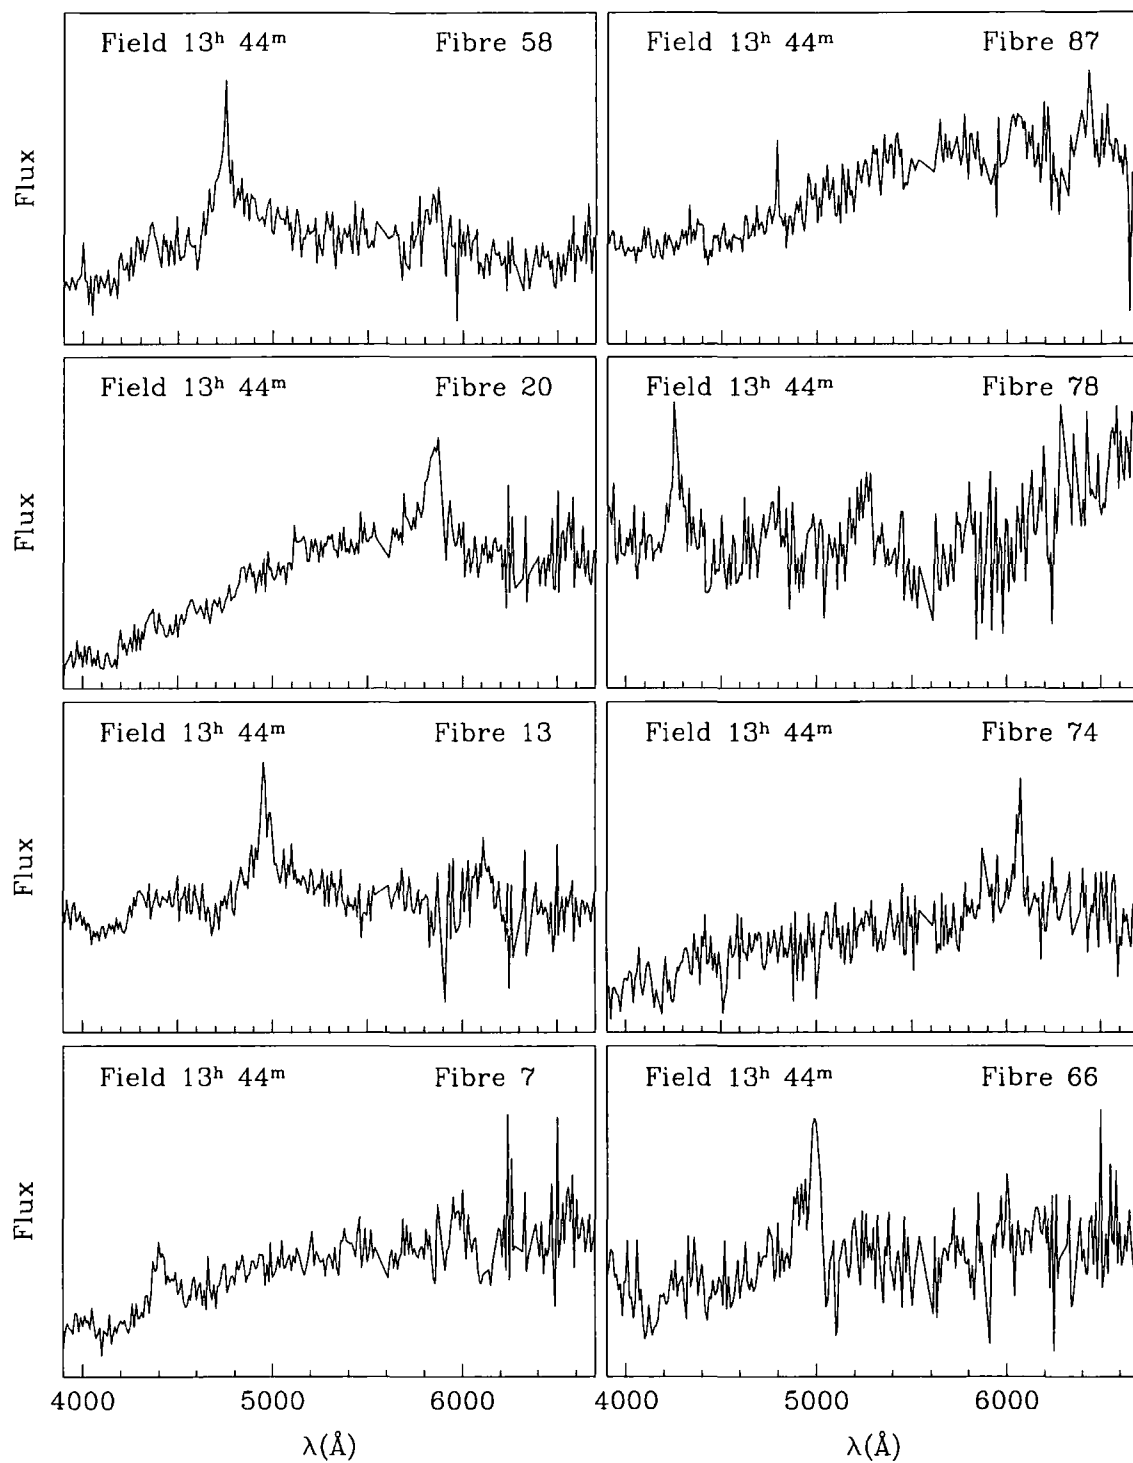 Field 13ʰ 44ᵐ Fibre 58
Field 13ʰ 44ᵐ Fibre 87
Flux
Field 13ʰ 44ᵐ Fibre 20
Field 13ʰ 44ᵐ Fibre 78
Flux
Field 13ʰ 44ᵐ Fibre 13
Field 13ʰ 44ᵐ Fibre 74
Flux
Field 13ʰ 44ᵐ Fibre 7
Field 13ʰ 44ᵐ Fibre 66
Flux
4000 5000 6000
4000 5000 6000
λ(Å)
λ(Å)